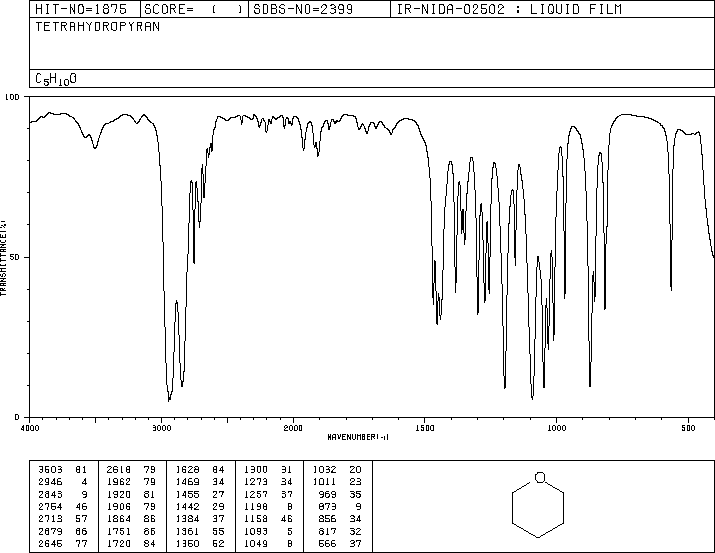 HIT-NO=1875 SCORE= ( ) SDBS-NO=2399 IR-NIDA-02502 : LIQUID FILM
TETRAHYDROPYRAN
C5H10O
100
50
0
TRANSMITTANCE(%)
4000 3000 2000 1500 1000 500
WAVENUMBER(-1)
3503 81 2618 79 1628 84 1300 31 1032 20
2946 4 1962 79 1469 34 1273 34 1011 23
2843 9 1920 81 1455 27 1257 37 969 35
2754 46 1906 79 1442 29 1198 8 873 9
2713 57 1864 86 1384 37 1158 46 856 34
2679 66 1751 86 1361 55 1093 5 817 32
2645 77 1720 84 1350 52 1049 8 566 37
O